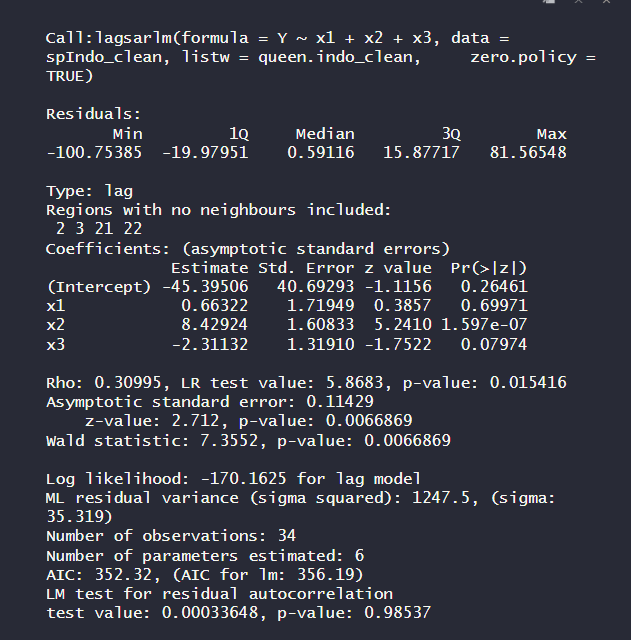 Call:lagsarlm(formula = Y ~ x1 + x2 + x3, data =
spIndo_clean, listw = queen.indo_clean,     zero.policy =
TRUE)

Residuals:
       Min         1Q     Median         3Q        Max
-100.75385  -19.97951    0.59116   15.87717   81.56548

Type: lag
Regions with no neighbours included:
 2 3 21 22
Coefficients: (asymptotic standard errors)
             Estimate Std. Error z value  Pr(>|z|)
(Intercept) -45.39506   40.69293 -1.1156   0.26461
x1            0.66322    1.71949  0.3857   0.69971
x2            8.42924    1.60833  5.2410 1.597e-07
x3           -2.31132    1.31910 -1.7522   0.07974

Rho: 0.30995, LR test value: 5.8683, p-value: 0.015416
Asymptotic standard error: 0.11429
    z-value: 2.712, p-value: 0.0066869
Wald statistic: 7.3552, p-value: 0.0066869

Log likelihood: -170.1625 for lag model
ML residual variance (sigma squared): 1247.5, (sigma:
35.319)
Number of observations: 34
Number of parameters estimated: 6
AIC: 352.32, (AIC for lm: 356.19)
LM test for residual autocorrelation
test value: 0.00033648, p-value: 0.98537